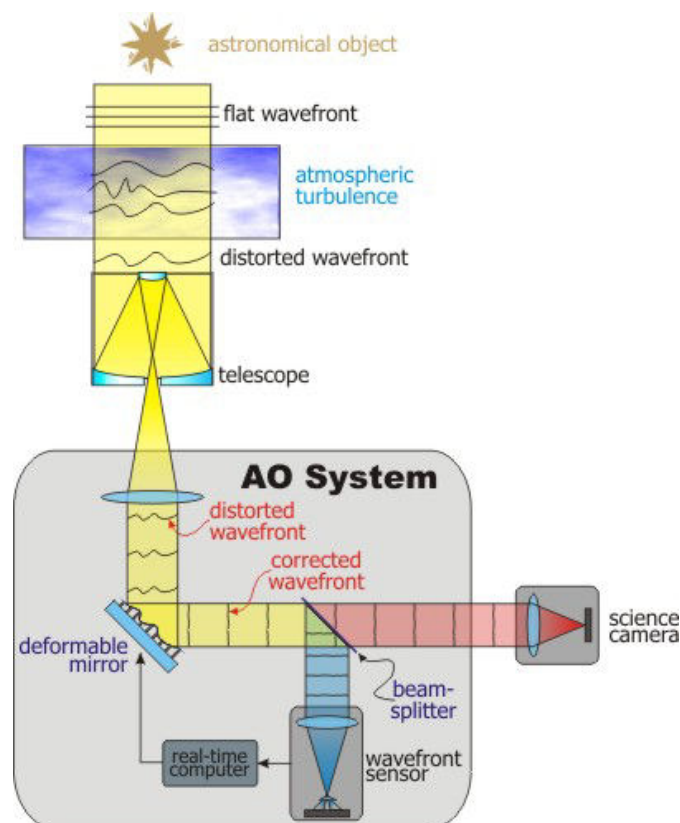 astronomical object
flat wavefront
atmospheric
turbulence
distorted wavefront
telescope
AO System
distorted
wavefront
corrected
wavefront
deformable
mirror
science
camera
beam-
splitter
real-time
computer
wavefront
sensor